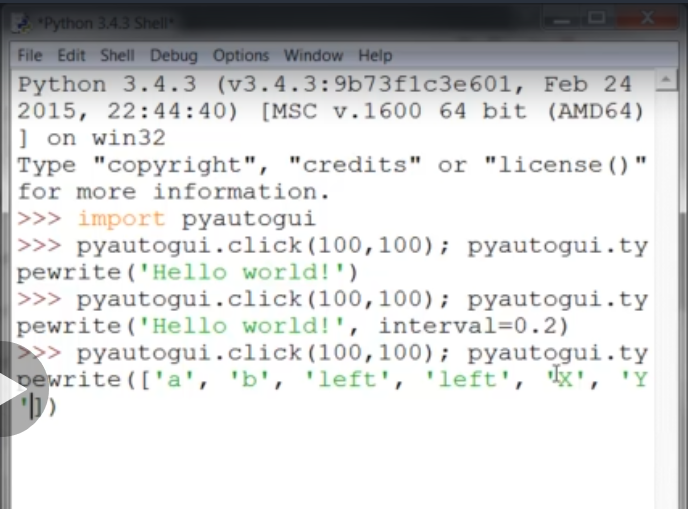 *Python 3.4.3 Shell*
File Edit Shell Debug Options Window Help
Python 3.4.3 (v3.4.3:9b73f1c3e601, Feb 24
2015, 22:44:40) [MSC v.1600 64 bit (AMD64)
] on win32
Type "copyright", "credits" or "license()"
for more information.
>>> import pyautogui
>>> pyautogui.click(100,100); pyautogui.ty
pewrite('Hello world!')
>>> pyautogui.click(100,100); pyautogui.ty
pewrite('Hello world!', interval=0.2)
>>> pyautogui.click(100,100); pyautogui.ty
pewrite(['a', 'b', 'left', 'left', 'X', 'Y
'])